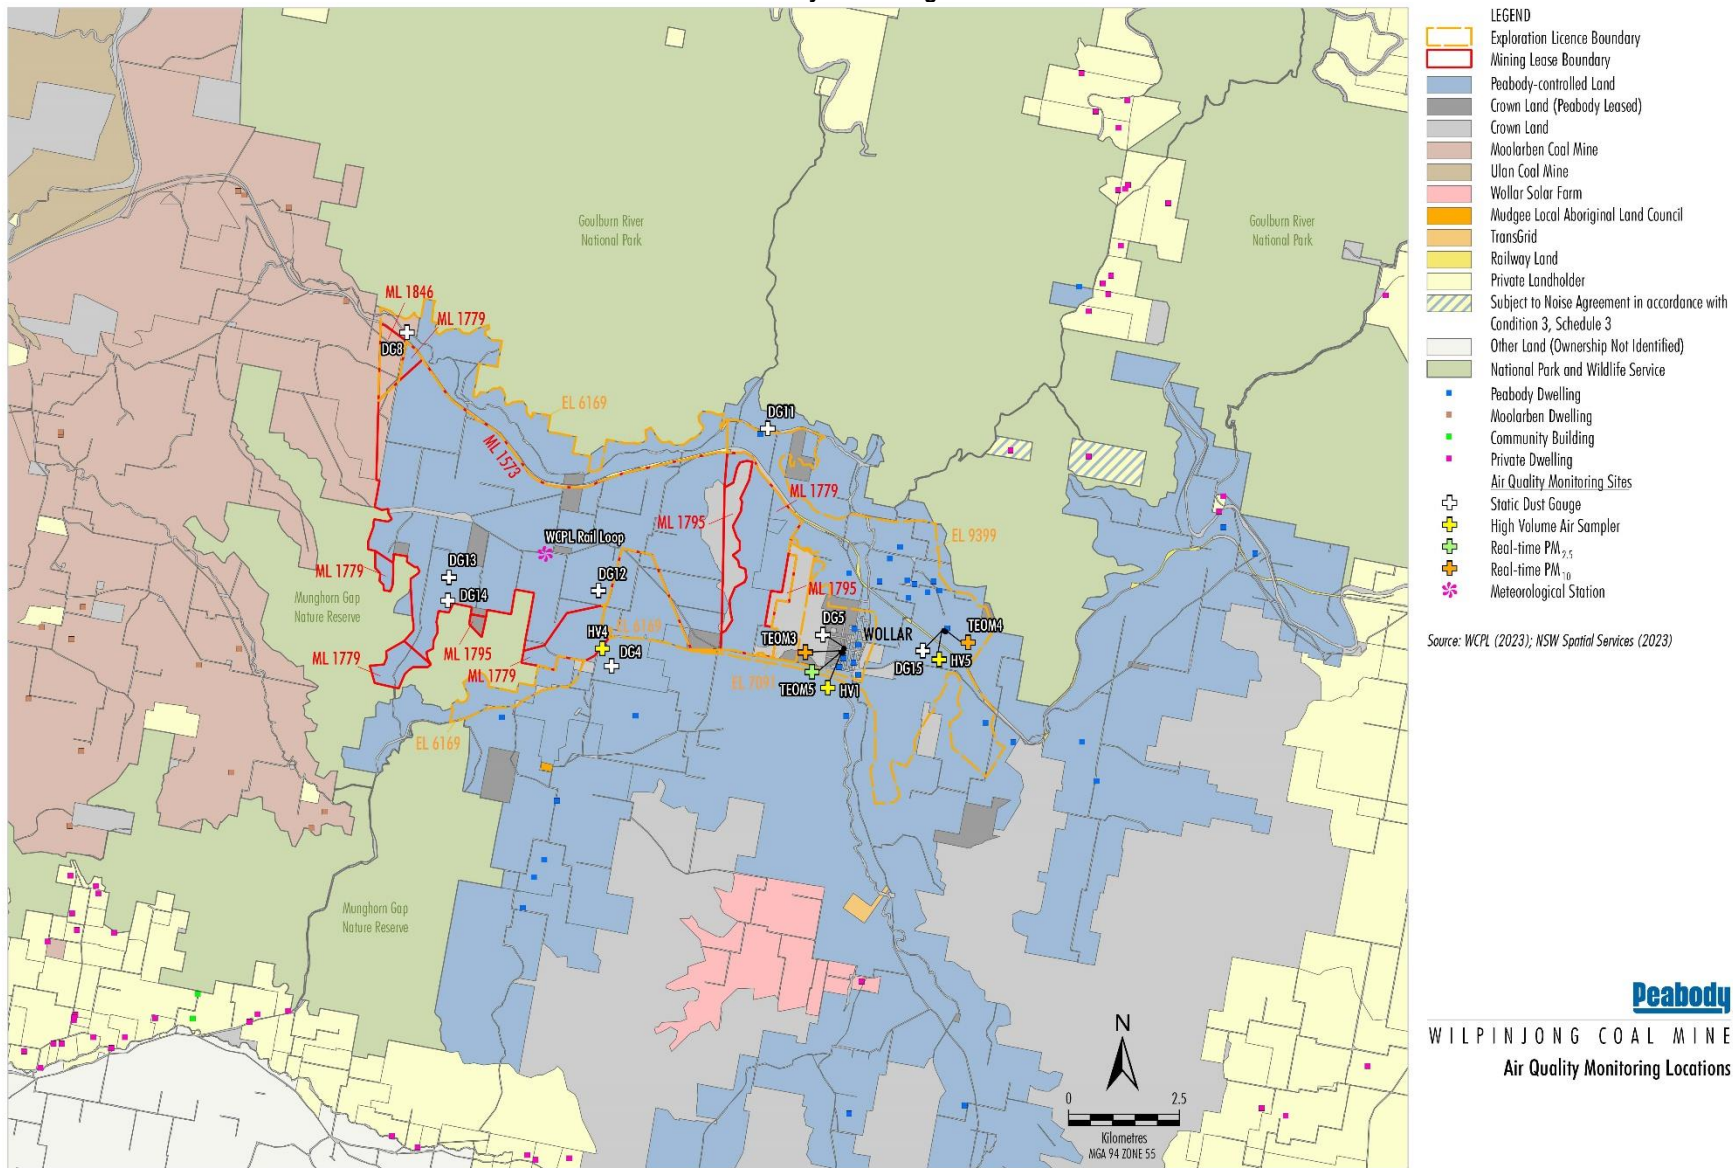 Goulburn River
National Park
Goulburn River
National Park
ML 1846
ML 1779
DG8
EL 6169
DG11
ML 1573
ML 1779
ML 1795
EL 9399
WCPL Rail Loop
DG13
ML 1779
DG12
DG14
Munghorn Gap
Nature Reserve
ML 1795
DG5
WOLLAR
TEOM4
HV4
EL 6169
TEOM3
ML 1779
ML 1795
DG4
DG15
HV5
ML 1779
EL 7091
TEOM5
HV1
EL 6169
Munghorn Gap
Nature Reserve
N
0 2.5
Kilometres
MGA 94 ZONE 55
LEGEND
Exploration Licence Boundary
Mining Lease Boundary
Peabody-controlled Land
Crown Land (Peabody Leased)
Crown Land
Moolarben Coal Mine
Ulan Coal Mine
Wollar Solar Farm
Mudgee Local Aboriginal Land Council
TransGrid
Railway Land
Private Landholder
Subject to Noise Agreement in accordance with
Condition 3, Schedule 3
Other Land (Ownership Not Identified)
National Park and Wildlife Service
Peabody Dwelling
Moolarben Dwelling
Community Building
Private Dwelling
Air Quality Monitoring Sites
Static Dust Gauge
High Volume Air Sampler
Real-time PM2.5
Real-time PM10
Meteorological Station
Source: WCPL (2023); NSW Spatial Services (2023)
Peabody
WILPINJONG COAL MINE
Air Quality Monitoring Locations